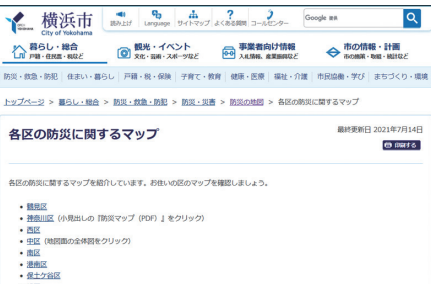 横浜市
City of Yokohama
読み上げ
Language
サイトマップ
よくある質問
コールセンター
Google 検索
暮らし・総合
戸籍・住民票・税など
観光・イベント
文化・芸術・スポーツなど
事業者向け情報
入札情報、産業振興など
市の情報・計画
市の施策・取組・統計など
防災・救急・防犯 住まい・暮らし 戸籍・税・保険 子育て・教育 健康・医療 福祉・介護 市民協働・学び まちづくり・環境
トップページ > 暮らし・総合 > 防災・救急・防犯 > 防災・災害 > 防災の地図 > 各区の防災に関するマップ
各区の防災に関するマップ
最終更新日 2021年7月14日
印刷する
各区の防災に関するマップを紹介しています。お住いの区のマップを確認しましょう。
鶴見区
神奈川区（小見出しの『防災マップ（PDF）』をクリック）
西区
中区（地図面の全体図をクリック）
南区
港南区
保土ケ谷区